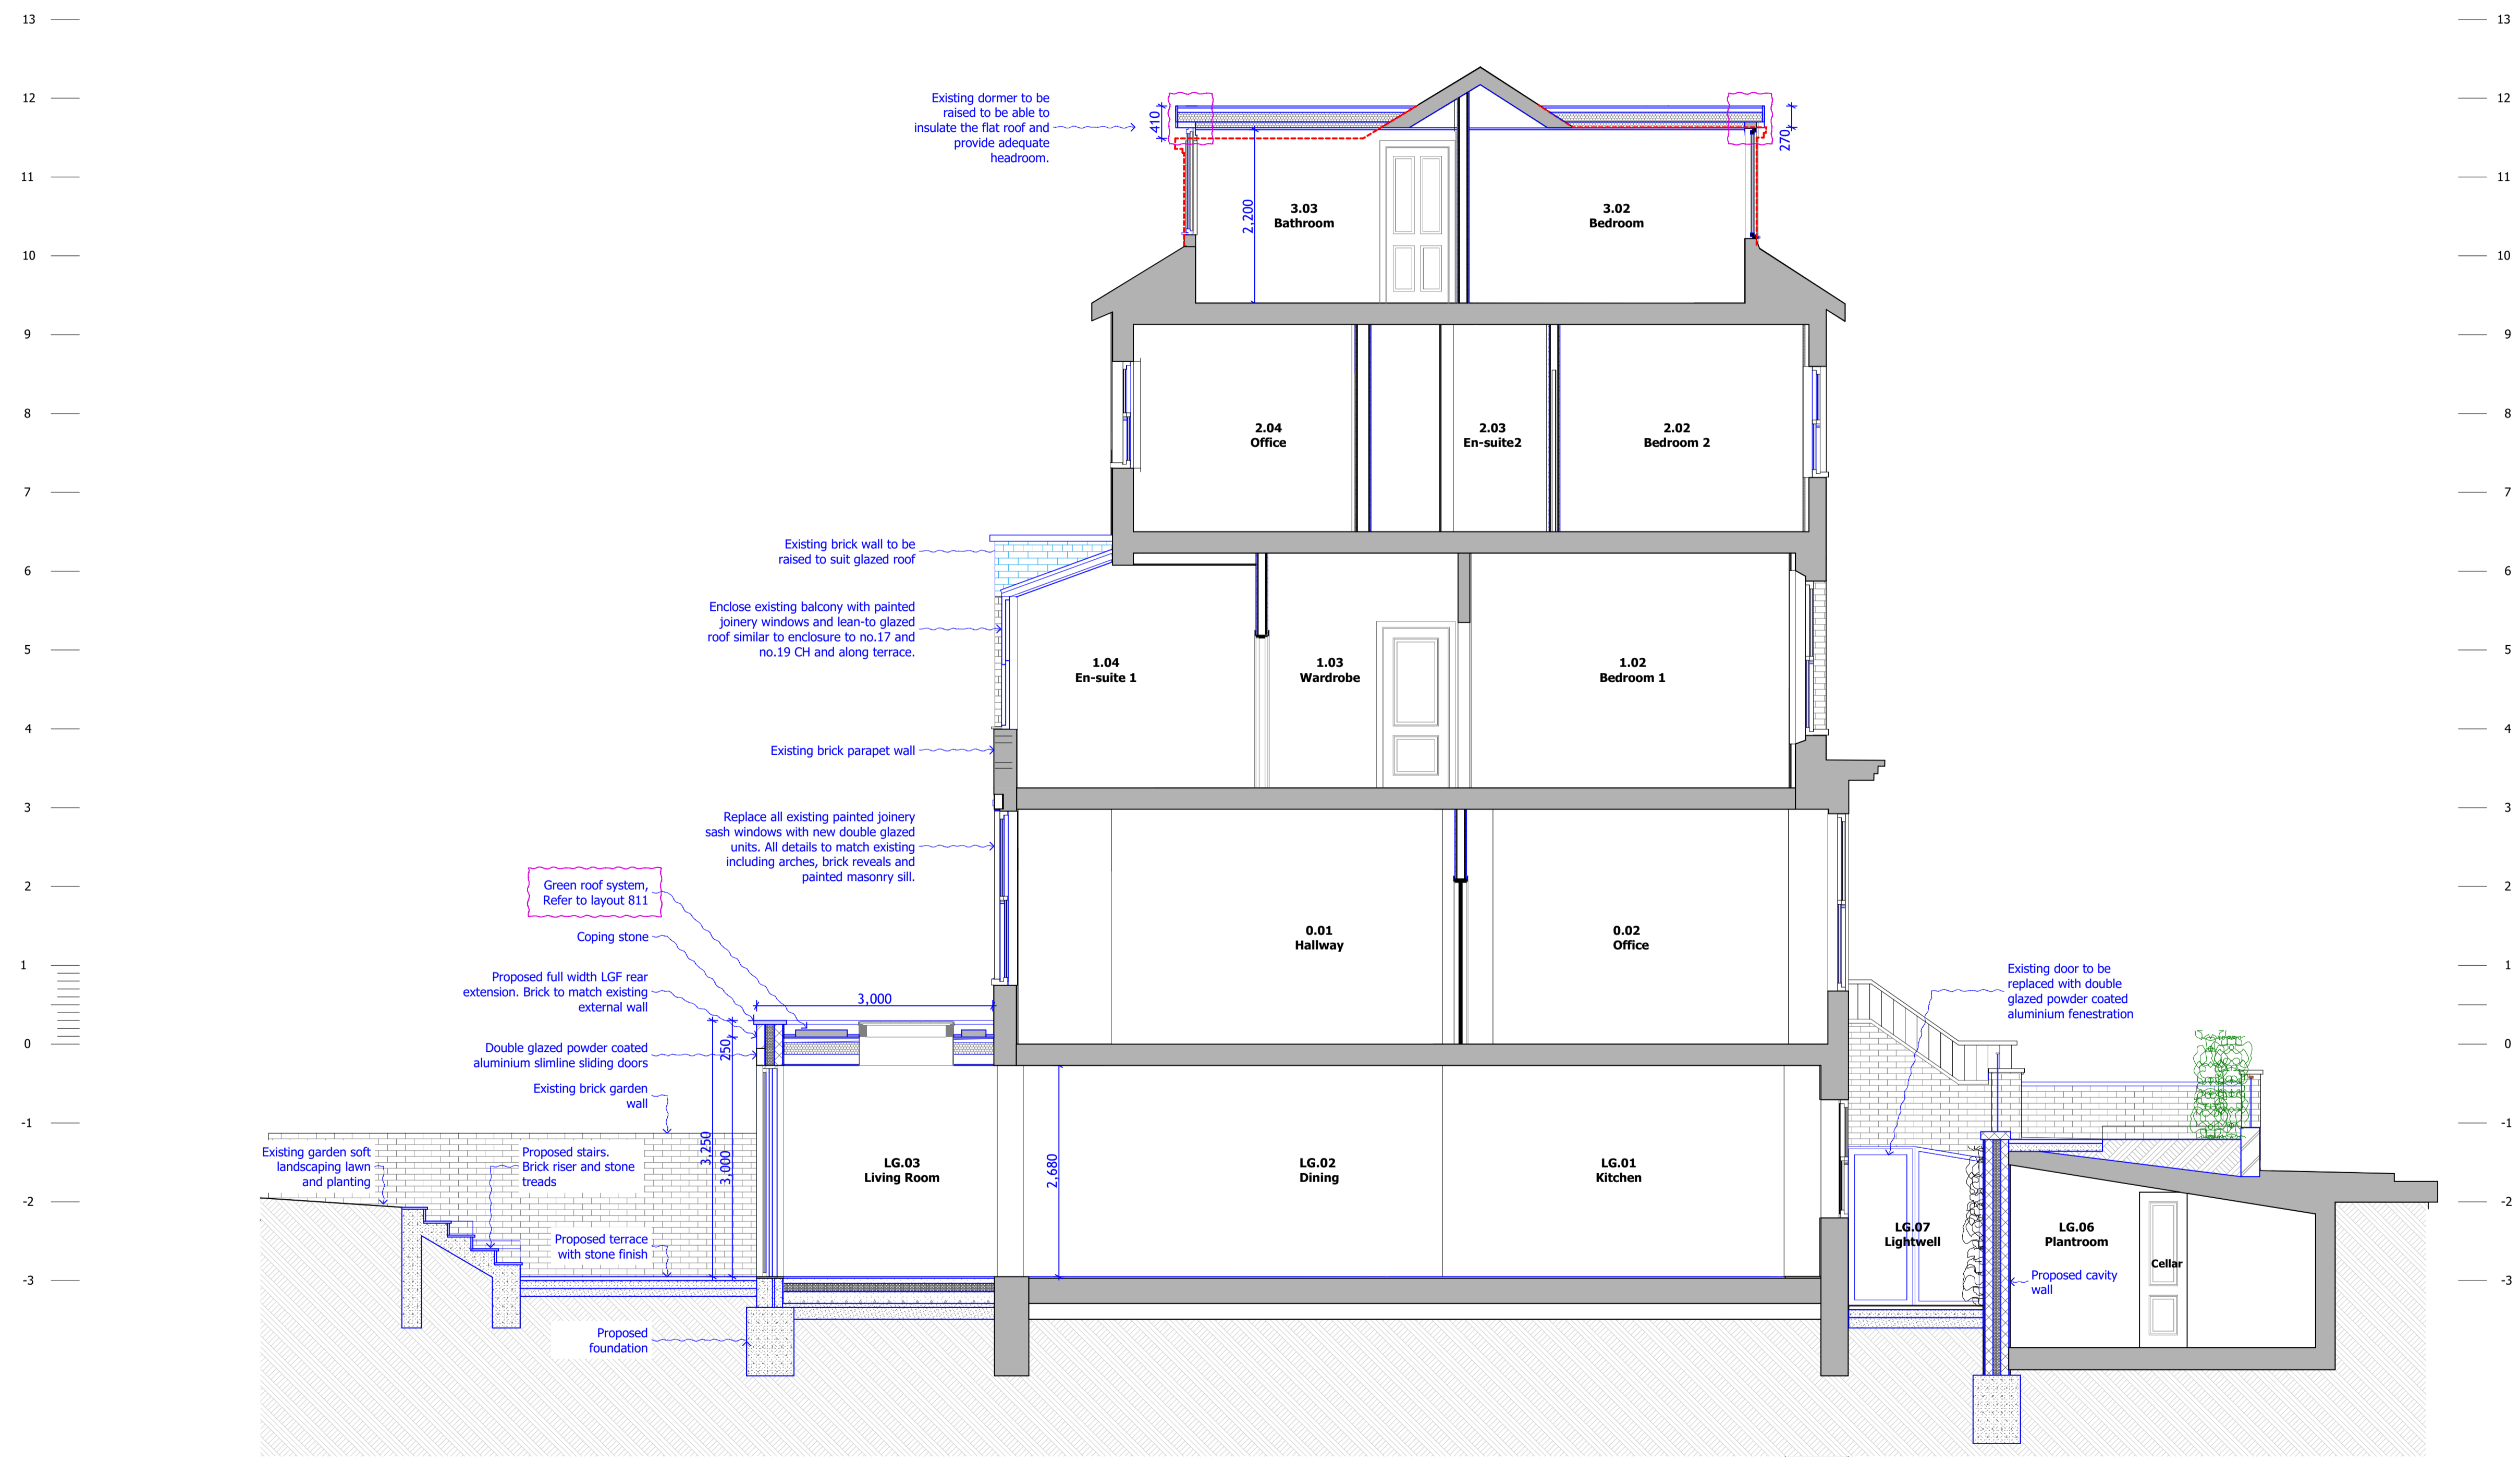 13
13
12
12
11
11
10
10
9
9
8
8
7
7
6
6
5
5
4
4
3
3
2
2
1
1
0
0
-1
-1
-2
-2
-3
-3
Existing dormer to be
raised to be able to
insulate the flat roof and
provide adequate
headroom.
410
270
2,200
3.03
Bathroom
3.02
Bedroom
2.04
Office
2.03
En-suite2
2.02
Bedroom 2
Existing brick wall to be
raised to suit glazed roof
Enclose existing balcony with painted
joinery windows and lean-to glazed
roof similar to enclosure to no.17 and
no.19 CH and along terrace.
1.04
En-suite 1
1.03
Wardrobe
1.02
Bedroom 1
Existing brick parapet wall
Replace all existing painted joinery
sash windows with new double glazed
units. All details to match existing
including arches, brick reveals and
painted masonry sill.
Green roof system,
Refer to layout 811
Coping stone
0.01
Hallway
0.02
Office
Proposed full width LGF rear
extension. Brick to match existing
external wall
3,000
Existing door to be
replaced with double
glazed powder coated
aluminium fenestration
Double glazed powder coated
aluminium slimline sliding doors
250
Existing brick garden
wall
Existing garden soft
landscaping lawn
and planting
Proposed stairs.
Brick riser and stone
treads
3,250
3,000
LG.03
Living Room
2,680
LG.02
Dining
LG.01
Kitchen
Proposed terrace
with stone finish
LG.07
Lightwell
LG.06
Plantroom
Cellar
Proposed cavity
wall
Proposed
foundation